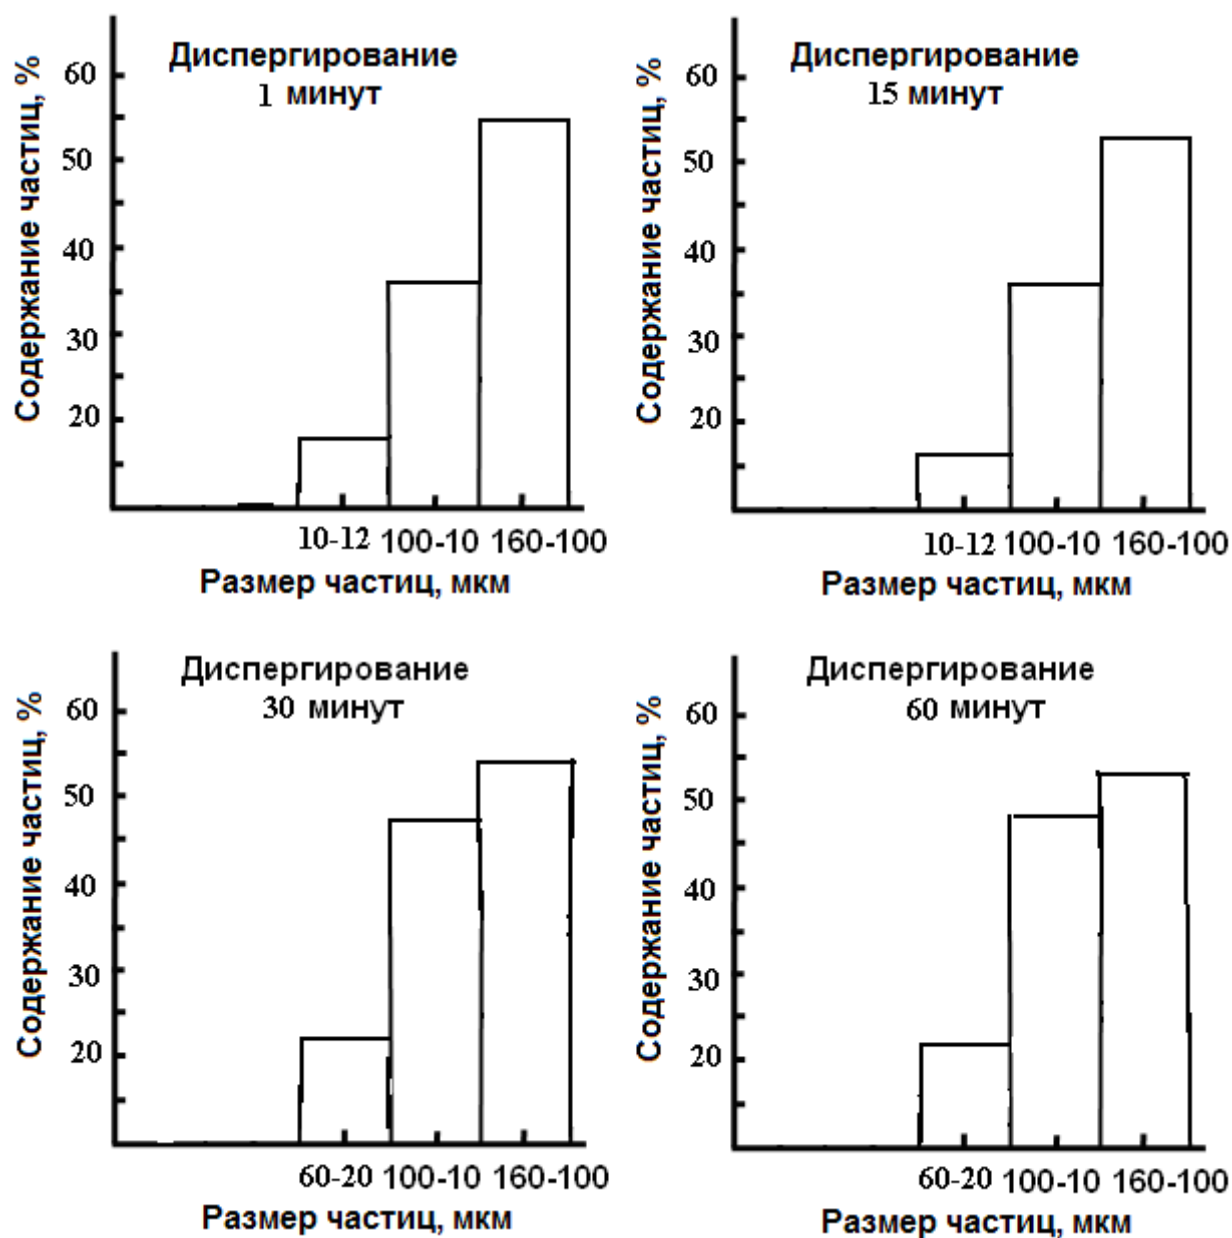 Диспергирование
1 минут
Содержание частиц, %
60
50
40
30
20
10-12 100-10 160-100
Размер частиц, мкм
Диспергирование
15 минут
Содержание частиц, %
60
50
40
30
20
10-12 100-10 160-100
Размер частиц, мкм
Диспергирование
30 минут
Содержание частиц, %
60
50
40
30
20
60-20 100-10 160-100
Размер частиц, мкм
Диспергирование
60 минут
Содержание частиц, %
60
50
40
30
20
60-20 100-10 160-100
Размер частиц, мкм